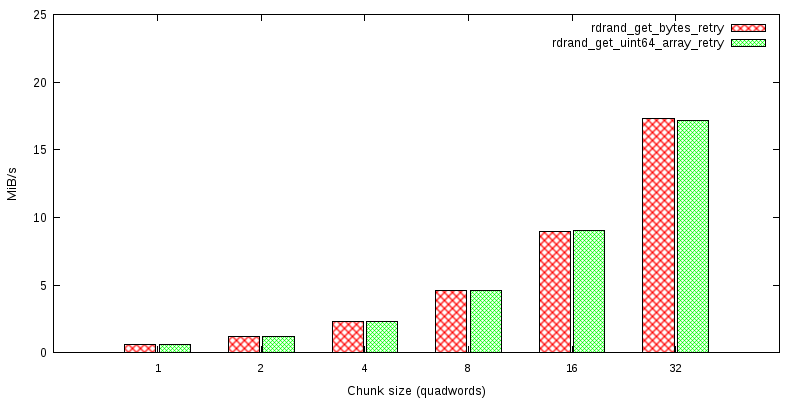 25
20
15
10
5
0
MiB/s
rdrand_get_bytes_retry
rdrand_get_uint64_array_retry
1 2 4 8 16 32
Chunk size (quadwords)